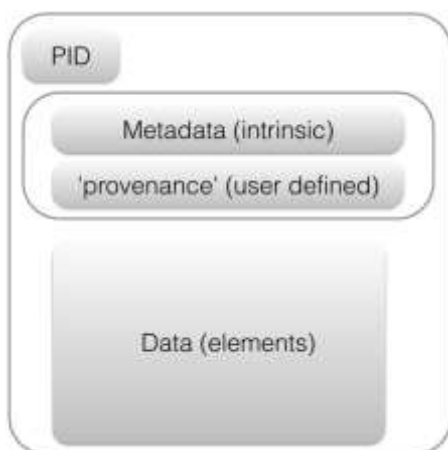 PID
Metadata (intrinsic)
'provenance' (user defined)
Data (elements)